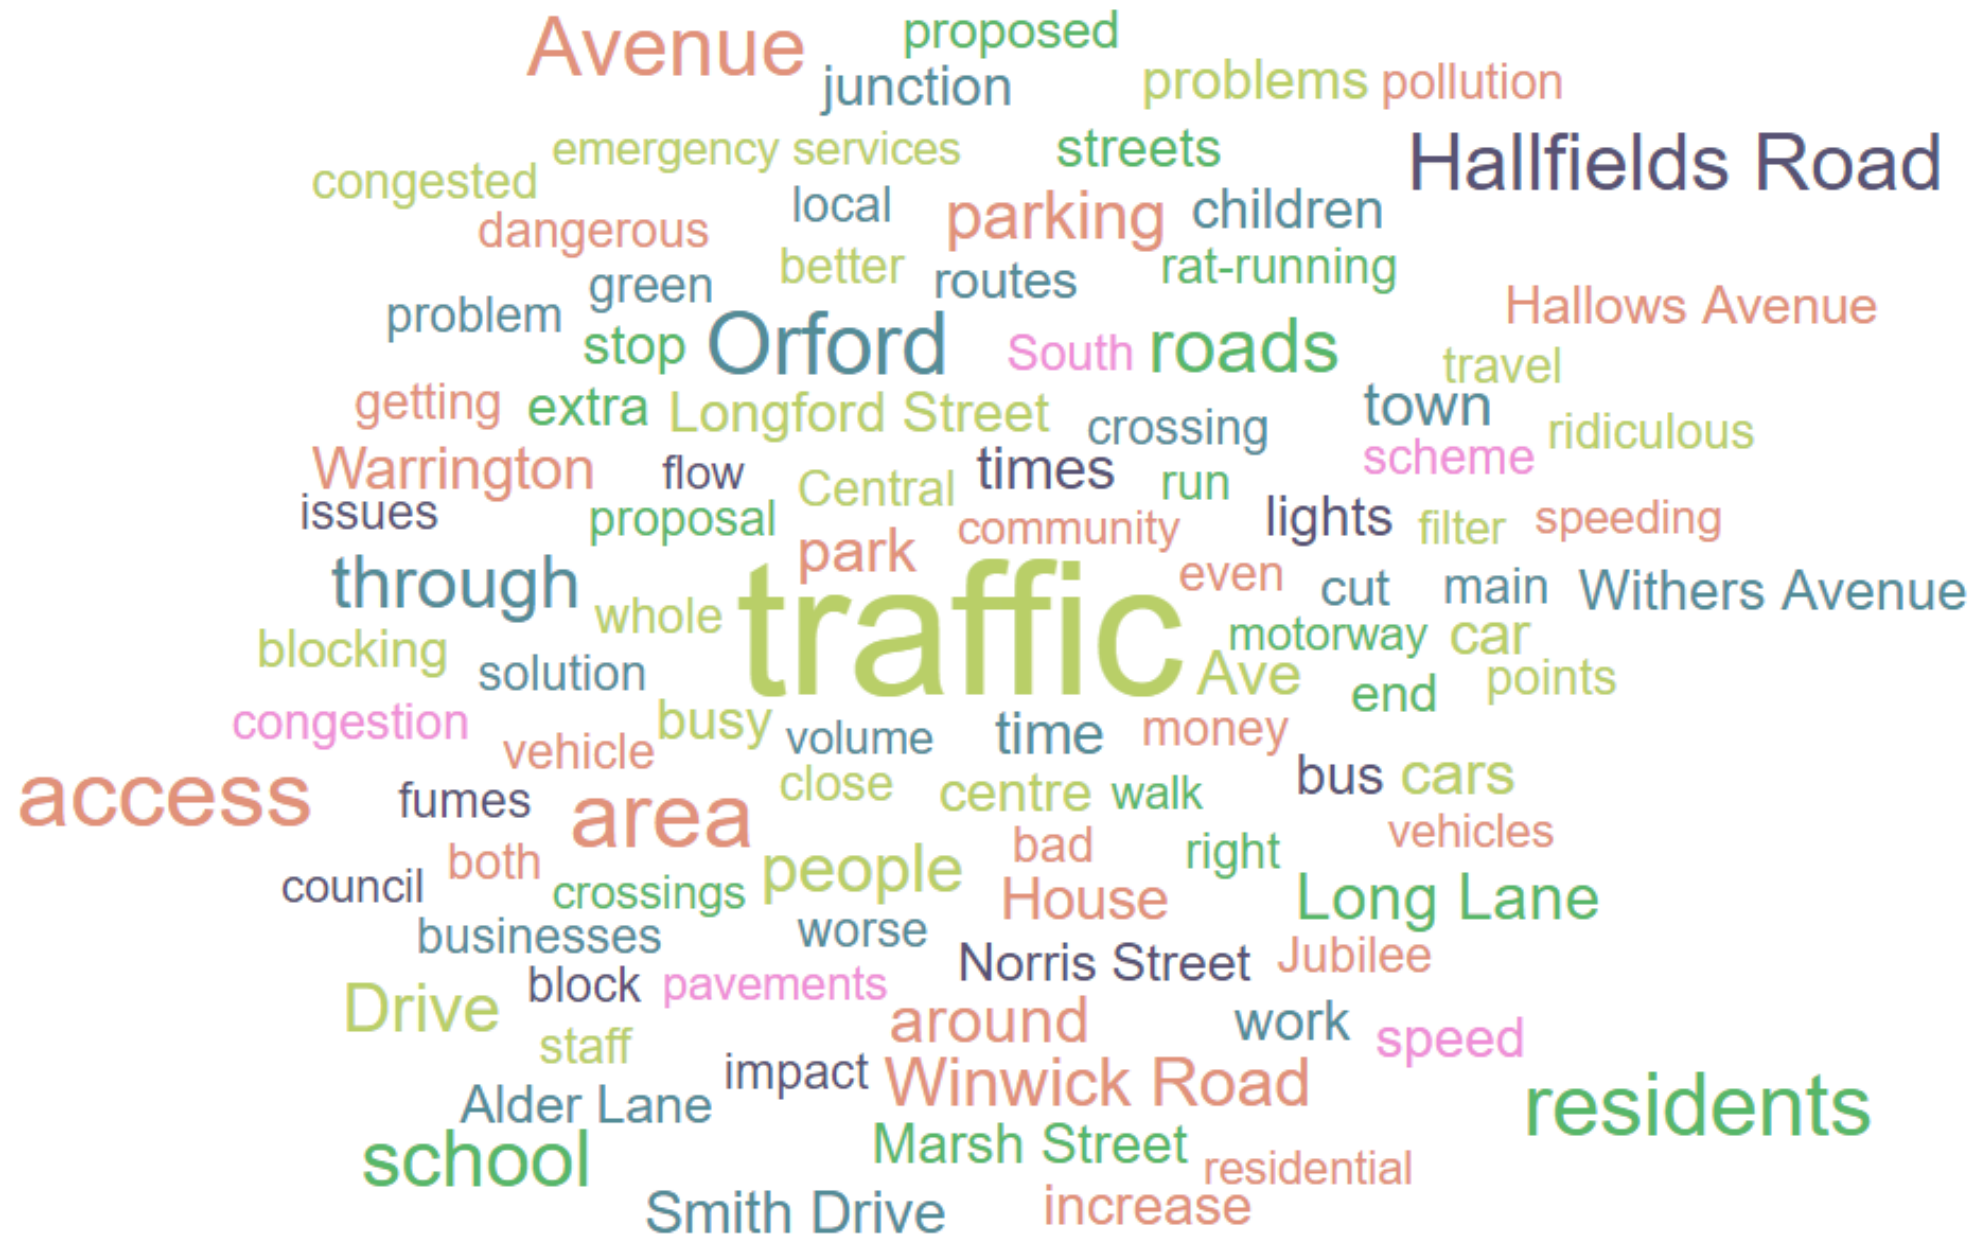 Avenue
proposed
junction
problems
pollution
emergency services
streets
Hallfields Road
congested
local
parking
children
dangerous
better
routes
rat-running
green
problem
Hallows Avenue
stop
Orford
South
roads
travel
getting
extra
Longford Street
crossing
town
ridiculous
Warrington
flow
Central
times
run
scheme
issues
proposal
park
community
lights
filter
speeding
through
whole
traffic
even
cut
main
Withers Avenue
blocking
solution
motorway
car
Ave
end
points
congestion
vehicle
busy
volume
time
money
access
fumes
area
close
centre
walk
bus
cars
council
both
crossings
people
bad
right
vehicles
House
Long Lane
businesses
worse
Norris Street
Jubilee
Drive
block
pavements
around
work
speed
staff
impact
Winwick Road
residents
Alder Lane
school
Marsh Street
residential
Smith Drive
increase